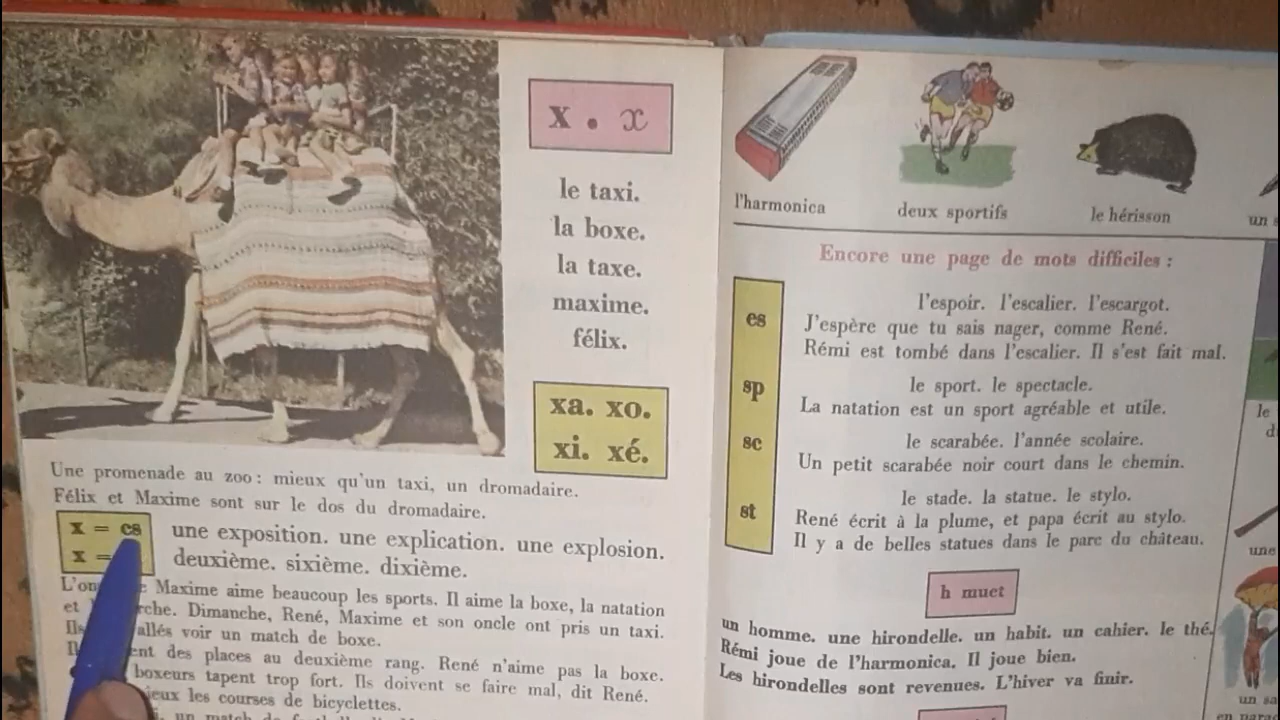 x . x
le taxi.
la boxe.
la taxe.
maxime.
félix.
xa. xo.
xi. xé.
Une promenade au zoo : mieux qu'un taxi, un dromadaire.
Félix et Maxime sont sur le dos du dromadaire.
x = cs une exposition. une explication. une explosion.
x = deuxième. sixième. dixième.
Maxime aime beaucoup les sports. Il aime la boxe, la natation
et Dimanche, René, Maxime et son oncle ont pris un taxi.
Ils allés voir un match de boxe.
des places au deuxième rang. René n'aime pas la boxe.
boxeurs tapent trop fort. Ils doivent se faire mal, dit René.
les courses de bicyclettes.
un match
l'harmonica
deux sportifs
le hérisson
un
Encore une page de mots difficiles :
es
l'espoir. l'escalier. l'escargot.
J'espère que tu sais nager, comme René.
Rémi est tombé dans l'escalier. Il s'est fait mal.
sp
le sport. le spectacle.
La natation est un sport agréable et utile.
sc
le scarabée. l'année scolaire.
Un petit scarabée noir court dans le chemin.
st
le stade. la statue. le stylo.
René écrit à la plume, et papa écrit au stylo.
Il y a de belles statues dans le parc du château.
h muet
un homme. une hirondelle. un habit. un cahier. le thé.
Rémi joue de l'harmonica. Il joue bien.
Les hirondelles sont revenues. L'hiver va finir.
le
une
un